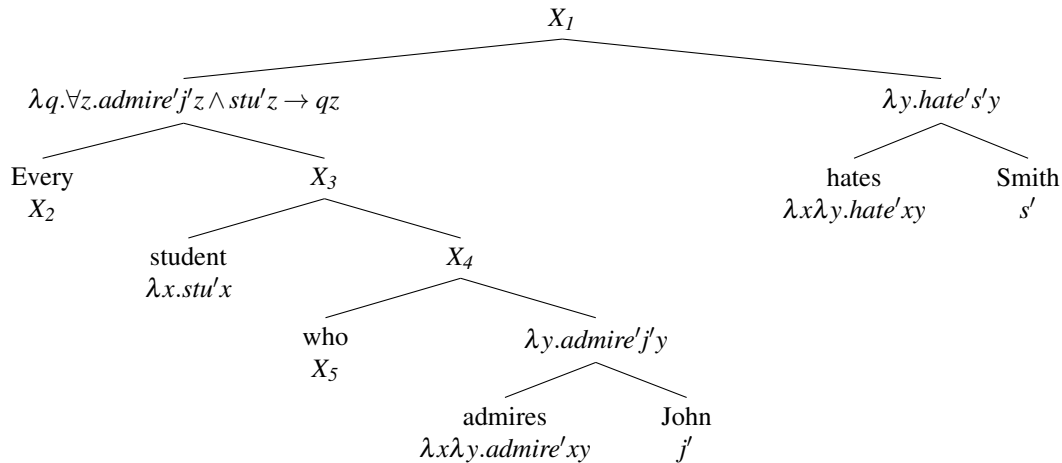 X₁
λq.∀z.admire′j′z ∧ stu′z → qz
λy.hate′s′y
Every
X₂
X₃
hates
λxλy.hate′xy
Smith
s′
student
λx.stu′x
X₄
who
X₅
λy.admire′j′y
admires
λxλy.admire′xy
John
j′